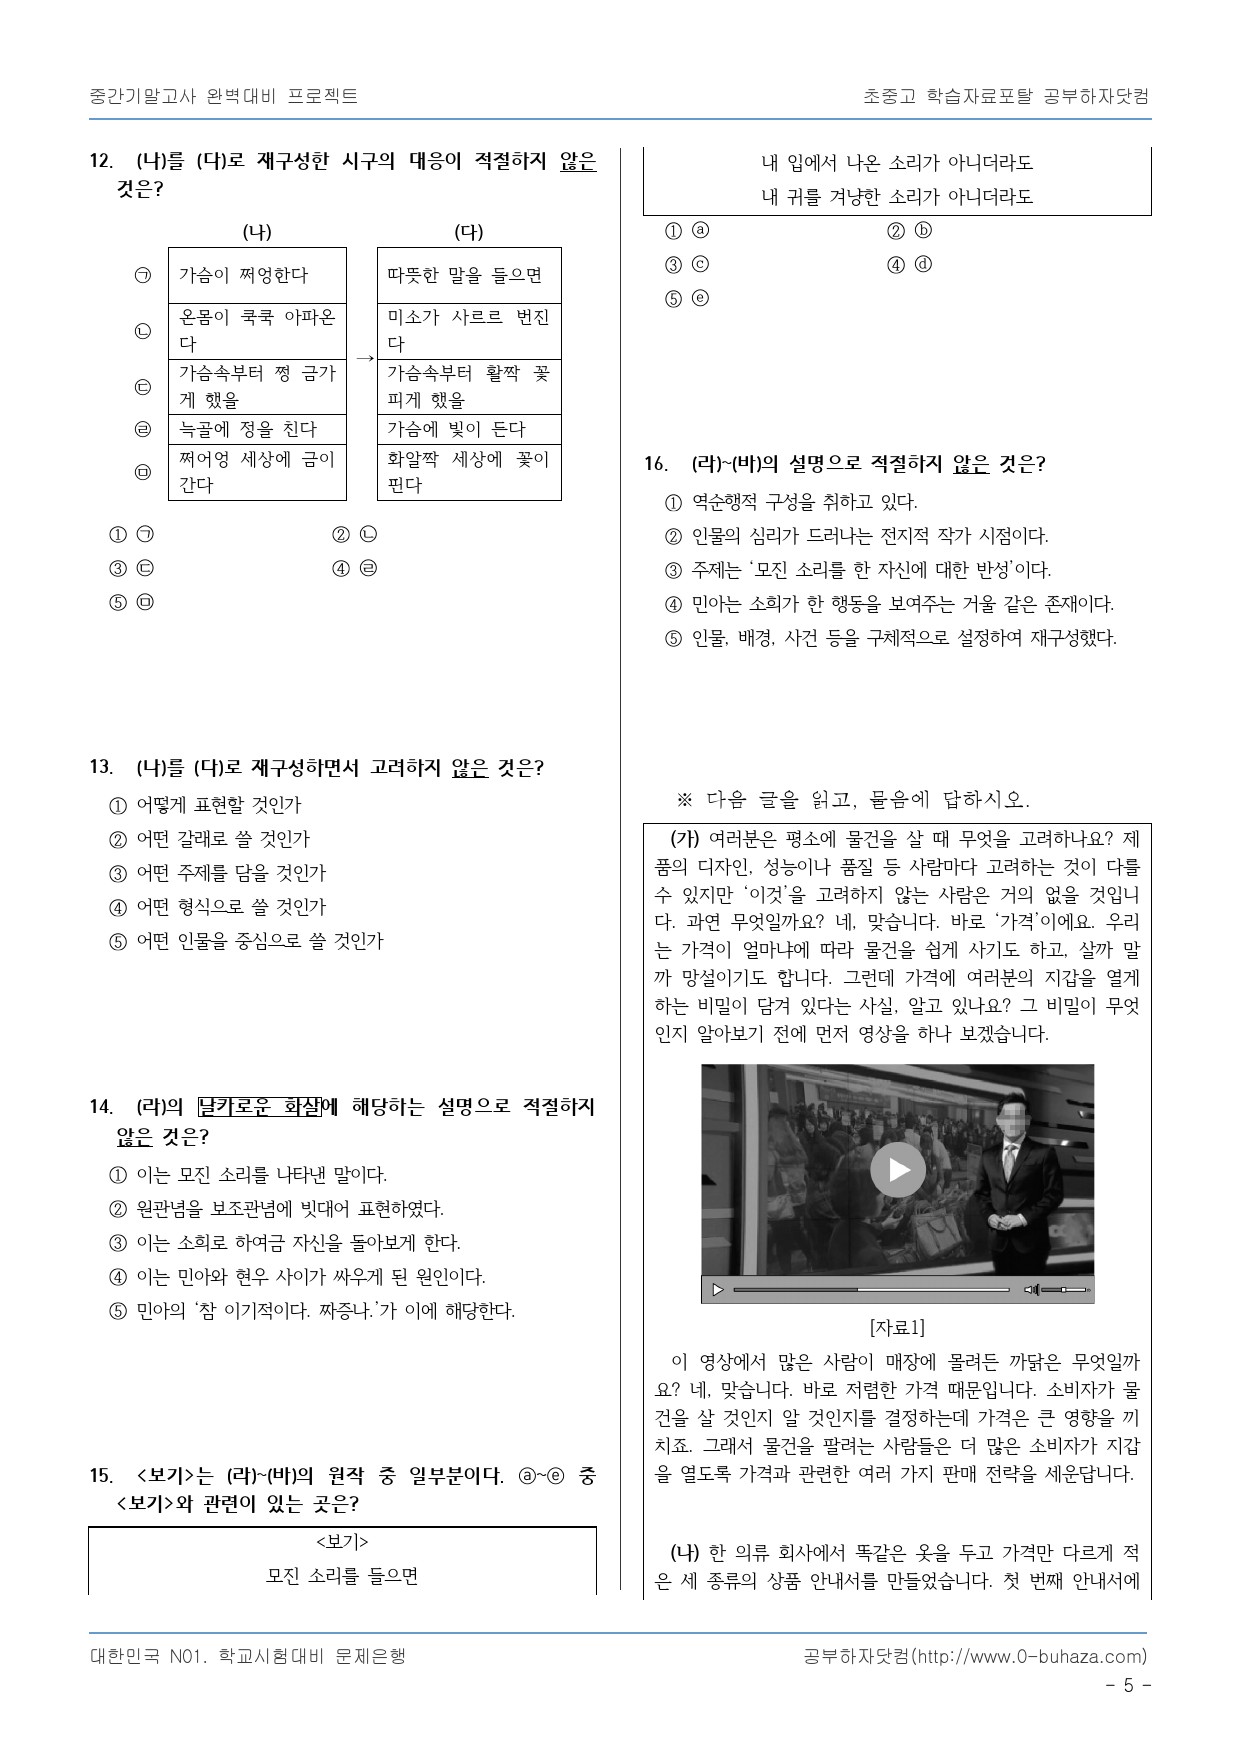 중간기말고사 완벽대비 프로젝트
초중고 학습자료포탈 공부하자닷컴
12. (나)를 (다)로 재구성한 시구의 대응이 적절하지 않은
것은?
(나) (다)
㉠ 가슴이 쩌엉한다 따뜻한 말을 들으면
㉡ 온몸이 쿡쿡 아파온
다
미소가 사르르 번진
다
→
㉢ 가슴속부터 쩡 금가
게 했을
가슴속부터 활짝 꽃
피게 했을
㉣ 늑골에 정을 친다 가슴에 빛이 든다
㉤ 쩌어엉 세상에 금이
간다
화알짝 세상에 꽃이
핀다
① ㉠ ② ㉡
③ ㉢ ④ ㉣
⑤ ㉤
13. (나)를 (다)로 재구성하면서 고려하지 않은 것은?
① 어떻게 표현할 것인가
② 어떤 갈래로 쓸 것인가
③ 어떤 주제를 담을 것인가
④ 어떤 형식으로 쓸 것인가
⑤ 어떤 인물을 중심으로 쓸 것인가
14. (라)의 날카로운 화살에 해당하는 설명으로 적절하지
않은 것은?
① 이는 모진 소리를 나타낸 말이다.
② 원관념을 보조관념에 빗대어 표현하였다.
③ 이는 소희로 하여금 자신을 돌아보게 한다.
④ 이는 민아와 현우 사이가 싸우게 된 원인이다.
⑤ 민아의 ‘참 이기적이다. 짜증나.’가 이에 해당한다.
15. <보기>는 (라)~(바)의 원작 중 일부분이다. ⓐ~ⓔ 중
<보기>와 관련이 있는 곳은?
<보기>
모진 소리를 들으면
내 입에서 나온 소리가 아니더라도
내 귀를 겨냥한 소리가 아니더라도
① ⓐ ② ⓑ
③ ⓒ ④ ⓓ
⑤ ⓔ
16. (라)~(바)의 설명으로 적절하지 않은 것은?
① 역순행적 구성을 취하고 있다.
② 인물의 심리가 드러나는 전지적 작가 시점이다.
③ 주제는 ‘모진 소리를 한 자신에 대한 반성’이다.
④ 민아는 소희가 한 행동을 보여주는 거울 같은 존재이다.
⑤ 인물, 배경, 사건 등을 구체적으로 설정하여 재구성했다.
※ 다음 글을 읽고, 물음에 답하시오.
(가) 여러분은 평소에 물건을 살 때 무엇을 고려하나요? 제
품의 디자인, 성능이나 품질 등 사람마다 고려하는 것이 다를
수 있지만 ‘이것’을 고려하지 않는 사람은 거의 없을 것입니
다. 과연 무엇일까요? 네, 맞습니다. 바로 ‘가격’이에요. 우리
는 가격이 얼마냐에 따라 물건을 쉽게 사기도 하고, 살까 말
까 망설이기도 합니다. 그런데 가격에 여러분의 지갑을 열게
하는 비밀이 담겨 있다는 사실, 알고 있나요? 그 비밀이 무엇
인지 알아보기 전에 먼저 영상을 하나 보겠습니다.
[자료1]
이 영상에서 많은 사람이 매장에 몰려든 까닭은 무엇일까
요? 네, 맞습니다. 바로 저렴한 가격 때문입니다. 소비자가 물
건을 살 것인지 알 것인지를 결정하는데 가격은 큰 영향을 끼
치죠. 그래서 물건을 팔려는 사람들은 더 많은 소비자가 지갑
을 열도록 가격과 관련한 여러 가지 판매 전략을 세운답니다.
(나) 한 의류 회사에서 똑같은 옷을 두고 가격만 다르게 적
은 세 종류의 상품 안내서를 만들었습니다. 첫 번째 안내서에
대한민국 N01. 학교시험대비 문제은행
공부하자닷컴(http://www.0-buhaza.com)
- 5 -